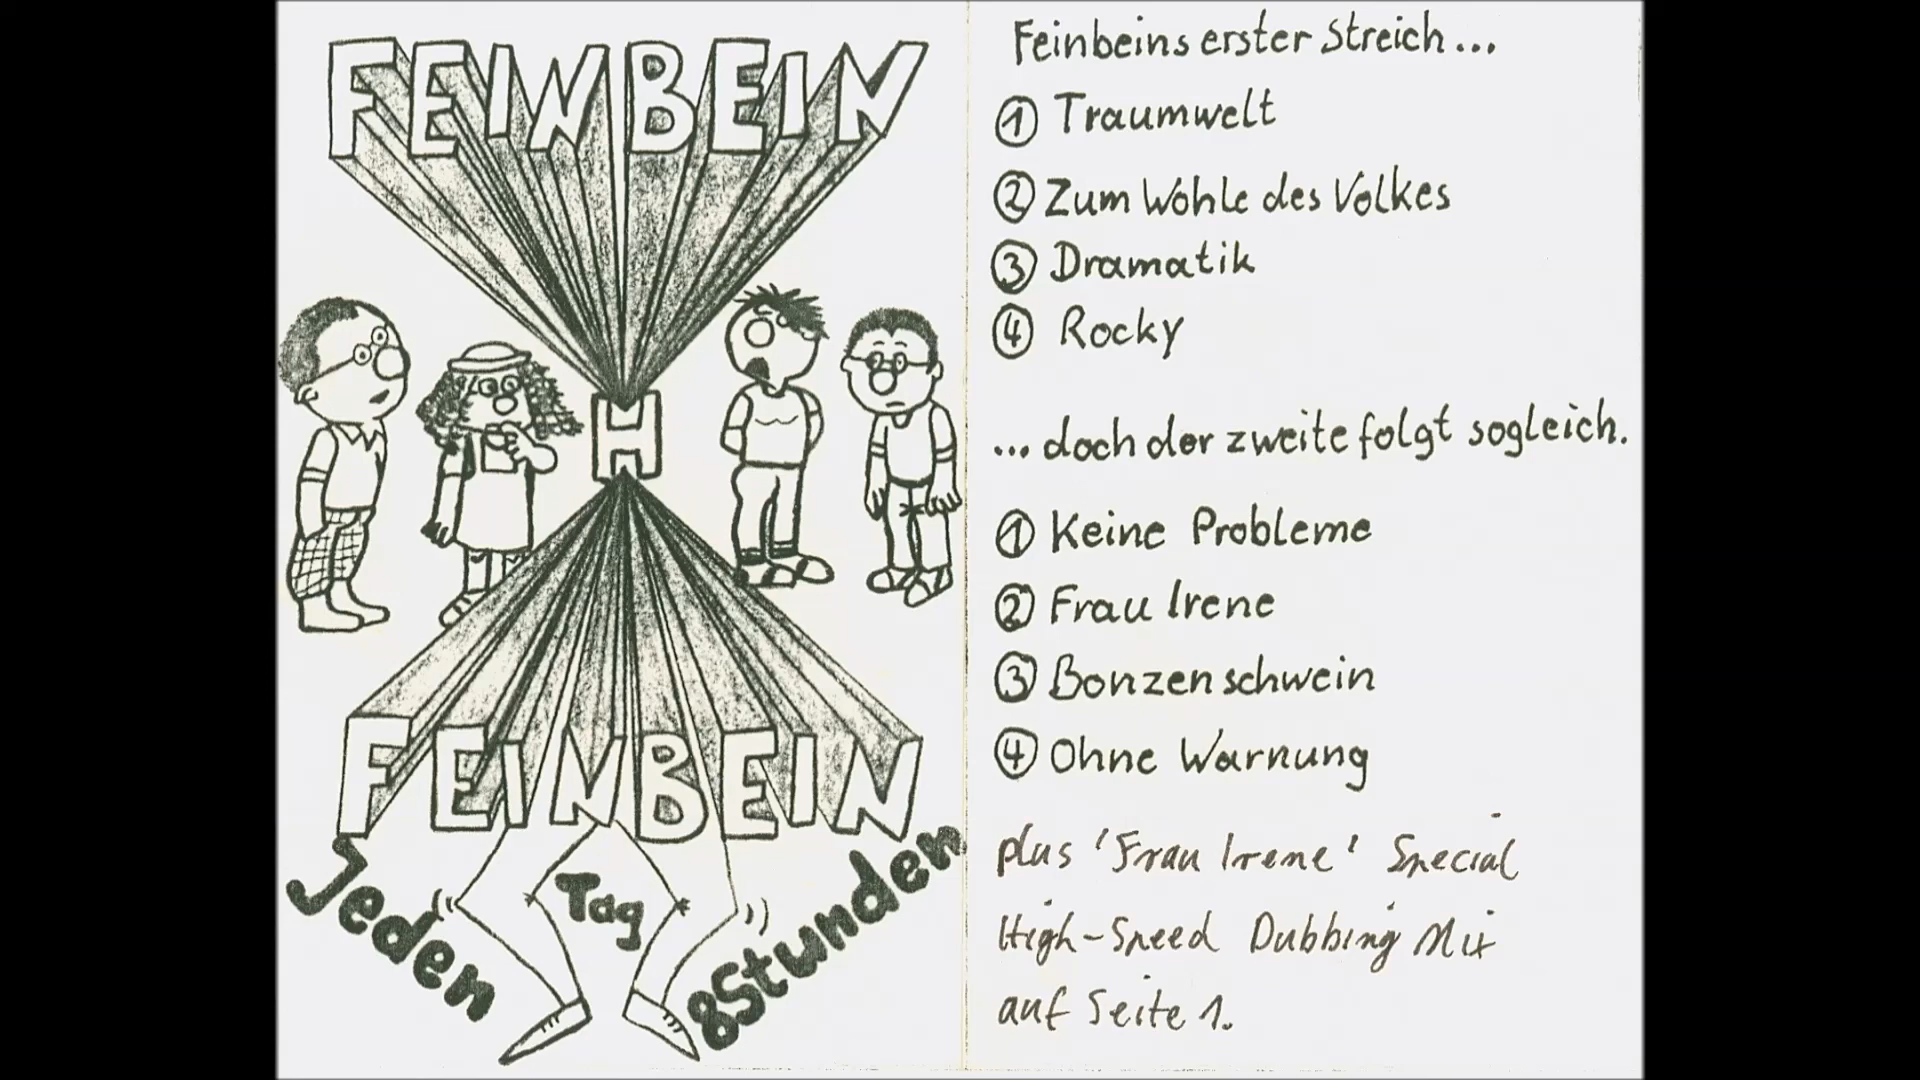 FEINBEIN
H
FEINBEIN
Jeden
Tag
8Stunden
Feinbeins erster Streich...
1 Traumwelt
2 Zum Wohle des Volkes
3 Dramatik
4 Rocky
... doch der zweite folgt sogleich.
1 Keine Probleme
2 Frau Irene
3 Bonzenschwein
4 Ohne Warnung
plus 'Frau Irene' Special
High-Speed Dubbing Mix
auf Seite 1.